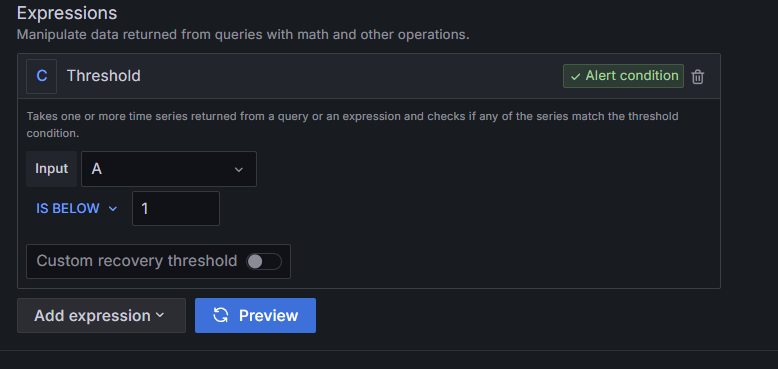 Expressions
Manipulate data returned from queries with math and other operations.
C Threshold Alert condition
Takes one or more time series returned from a query or an expression and checks if any of the series match the threshold
condition.
Input A
IS BELOW 1
Custom recovery threshold
Add expression Preview